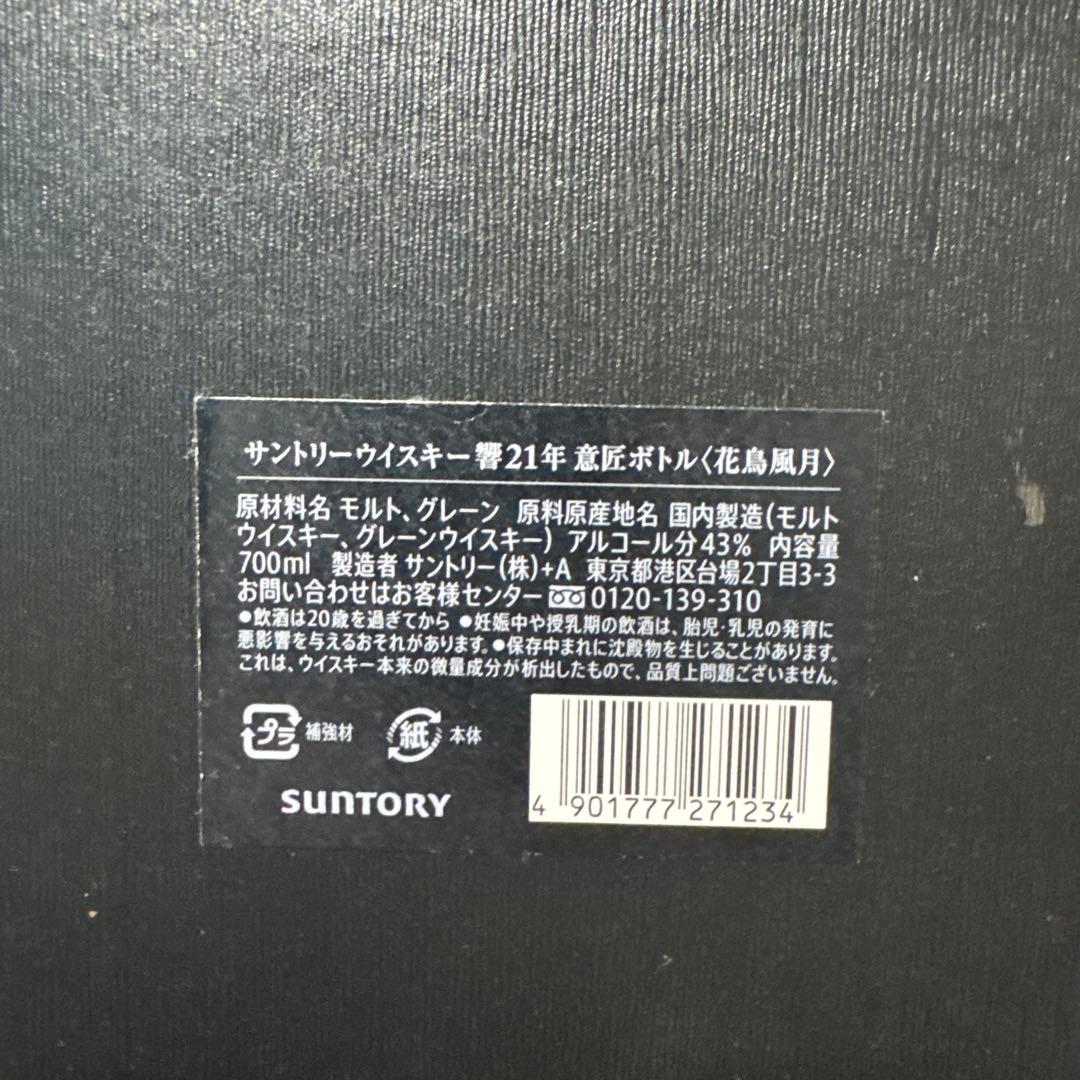 サントリーウイスキー 響21年 意匠ボトル〈花鳥風月〉
原材料名 モルト、グレーン 原料原産地名 国内製造(モルト
ウイスキー、グレーンウイスキー) アルコール分43% 内容量
700ml 製造者 サントリー(株)+A 東京都港区台場2丁目3-3
お問い合わせはお客様センター 0120-139-310
●飲酒は20歳を過ぎてから ●妊娠中や授乳期の飲酒は、胎児・乳児の発育に
悪影響を与えるおそれがあります。●保存中まれに沈殿物を生じることがあります。
これは、ウイスキー本来の微量成分が析出したもので、品質上問題ございません。
プラ 補強材 紙 本体
SUNTORY
4 901777 271234